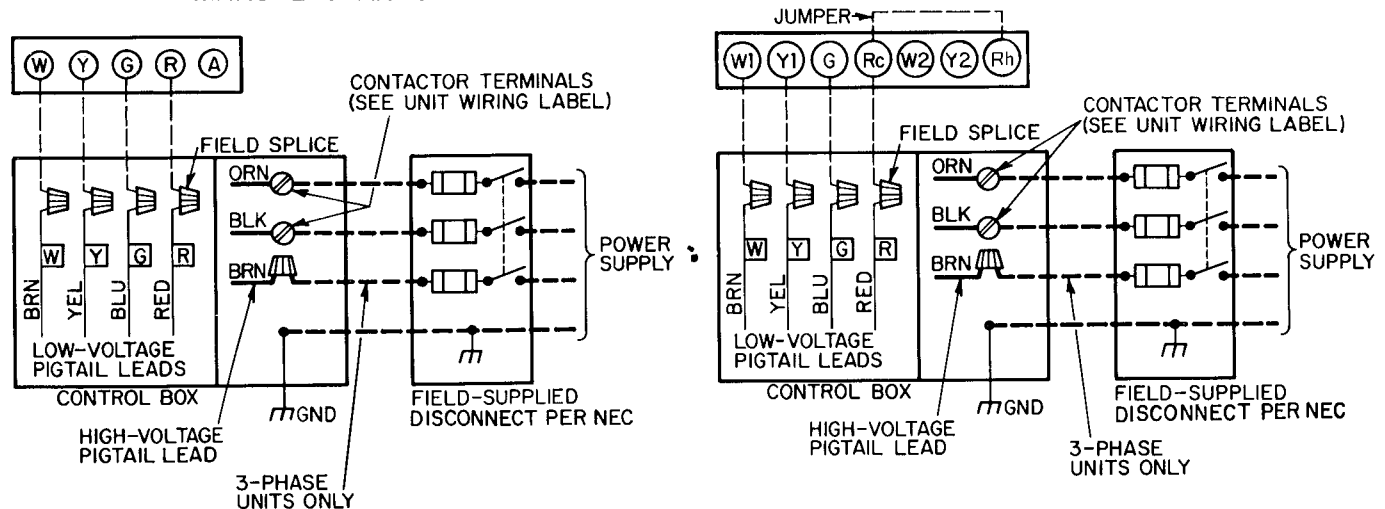 W Y G R A
CONTACTOR TERMINALS
(SEE UNIT WIRING LABEL)
FIELD SPLICE
ORN
BLK
BRN
W Y G R
BRN YEL BLU RED
LOW-VOLTAGE
PIGTAIL LEADS
CONTROL BOX
GND
HIGH-VOLTAGE
PIGTAIL LEAD
3-PHASE
UNITS ONLY
FIELD-SUPPLIED
DISCONNECT PER NEC
POWER
SUPPLY
JUMPER
W1 Y1 G Rc W2 Y2 Rh
CONTACTOR TERMINALS
(SEE UNIT WIRING LABEL)
FIELD SPLICE
ORN
BLK
BRN
W Y G R
BRN YEL BLU RED
LOW-VOLTAGE
PIGTAIL LEADS
CONTROL BOX
GND
HIGH-VOLTAGE
PIGTAIL LEAD
3-PHASE
UNITS ONLY
FIELD-SUPPLIED
DISCONNECT PER NEC
POWER
SUPPLY